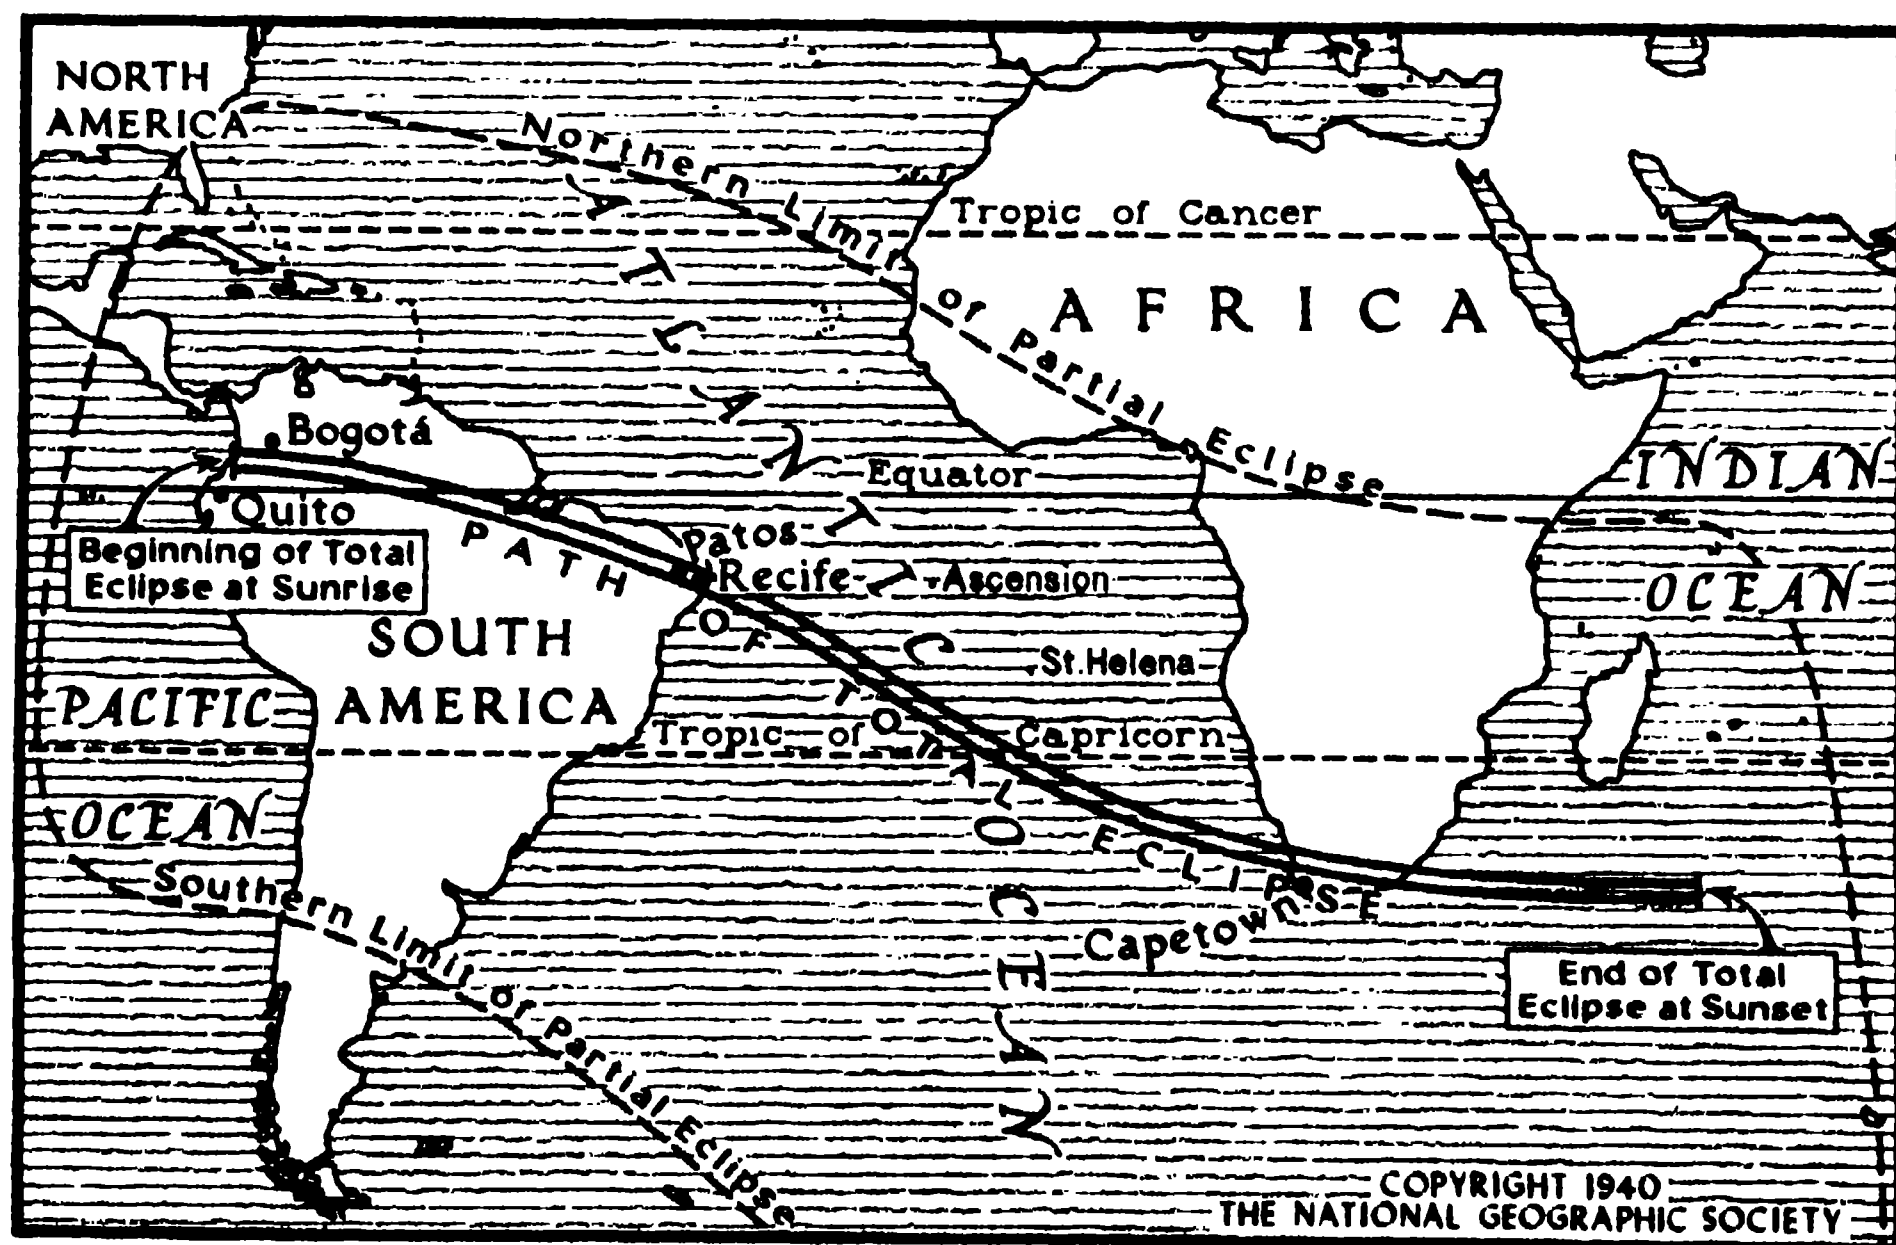 NORTH
AMERICA
Northern Limit of Partial Eclipse
Tropic of Cancer
AFRICA
ATLANTIC OCEAN
Bogotá
Equator
INDIAN
OCEAN
Quito
Beginning of Total
Eclipse at Sunrise
PATH OF TOTAL ECLIPSE
Patos
Recife
Ascension
St. Helena
SOUTH
AMERICA
PACIFIC
OCEAN
Tropic of Capricorn
Southern Limit of Partial Eclipse
Capetown
End of Total
Eclipse at Sunset
COPYRIGHT 1940
THE NATIONAL GEOGRAPHIC SOCIETY